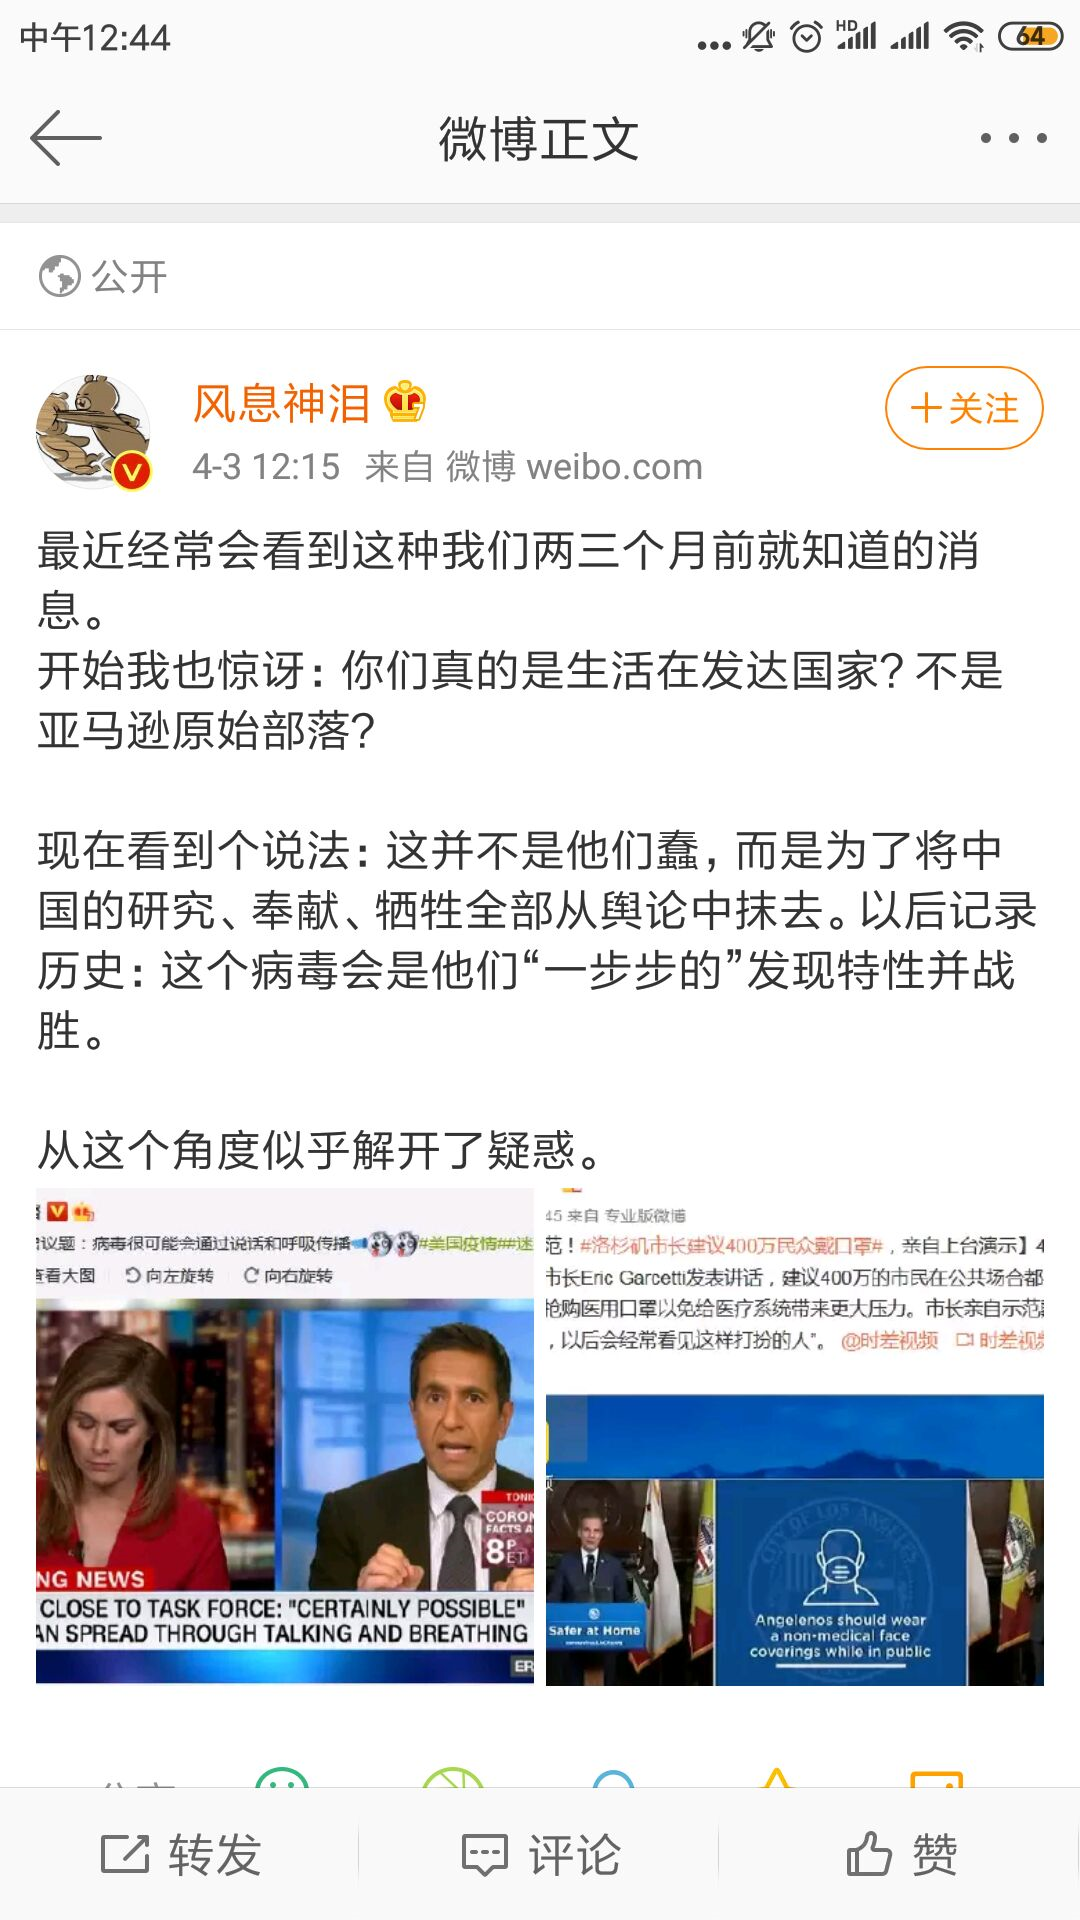 中午12:44
HD
64
微博正文
公开
风息神泪
+关注
4-3 12:15 来自 微博 weibo.com
最近经常会看到这种我们两三个月前就知道的消
息。
开始我也惊讶：你们真的是生活在发达国家？不是
亚马逊原始部落？
现在看到个说法：这并不是他们蠢，而是为了将中
国的研究、奉献、牺牲全部从舆论中抹去。以后记录
历史：这个病毒会是他们“一步步的”发现特性并战
胜。
从这个角度似乎解开了疑惑。
议题：病毒很可能会通过说话和呼吸传播
#美国疫情##迷
查看大图 向左旋转 向右旋转
TONI
CORON
FACTS A
8 P
ET
NG NEWS
CLOSE TO TASK FORCE: "CERTAINLY POSSIBLE"
AN SPREAD THROUGH TALKING AND BREATHING
ER
45 来自 专业版微博
范！#洛杉矶市长建议400万民众戴口罩#，亲自上台演示】4
市长Eric Garcetti发表讲话，建议400万的市民在公共场合都
抢购医用口罩以免给医疗系统带来更大压力。市长亲自示范
，以后会经常看见这样打扮的人”。 @时差视频 时差视频
CITY OF LOS ANGELES
Safer at Home
Angelenos should wear
a non-medical face
coverings while in public
转发
评论
赞